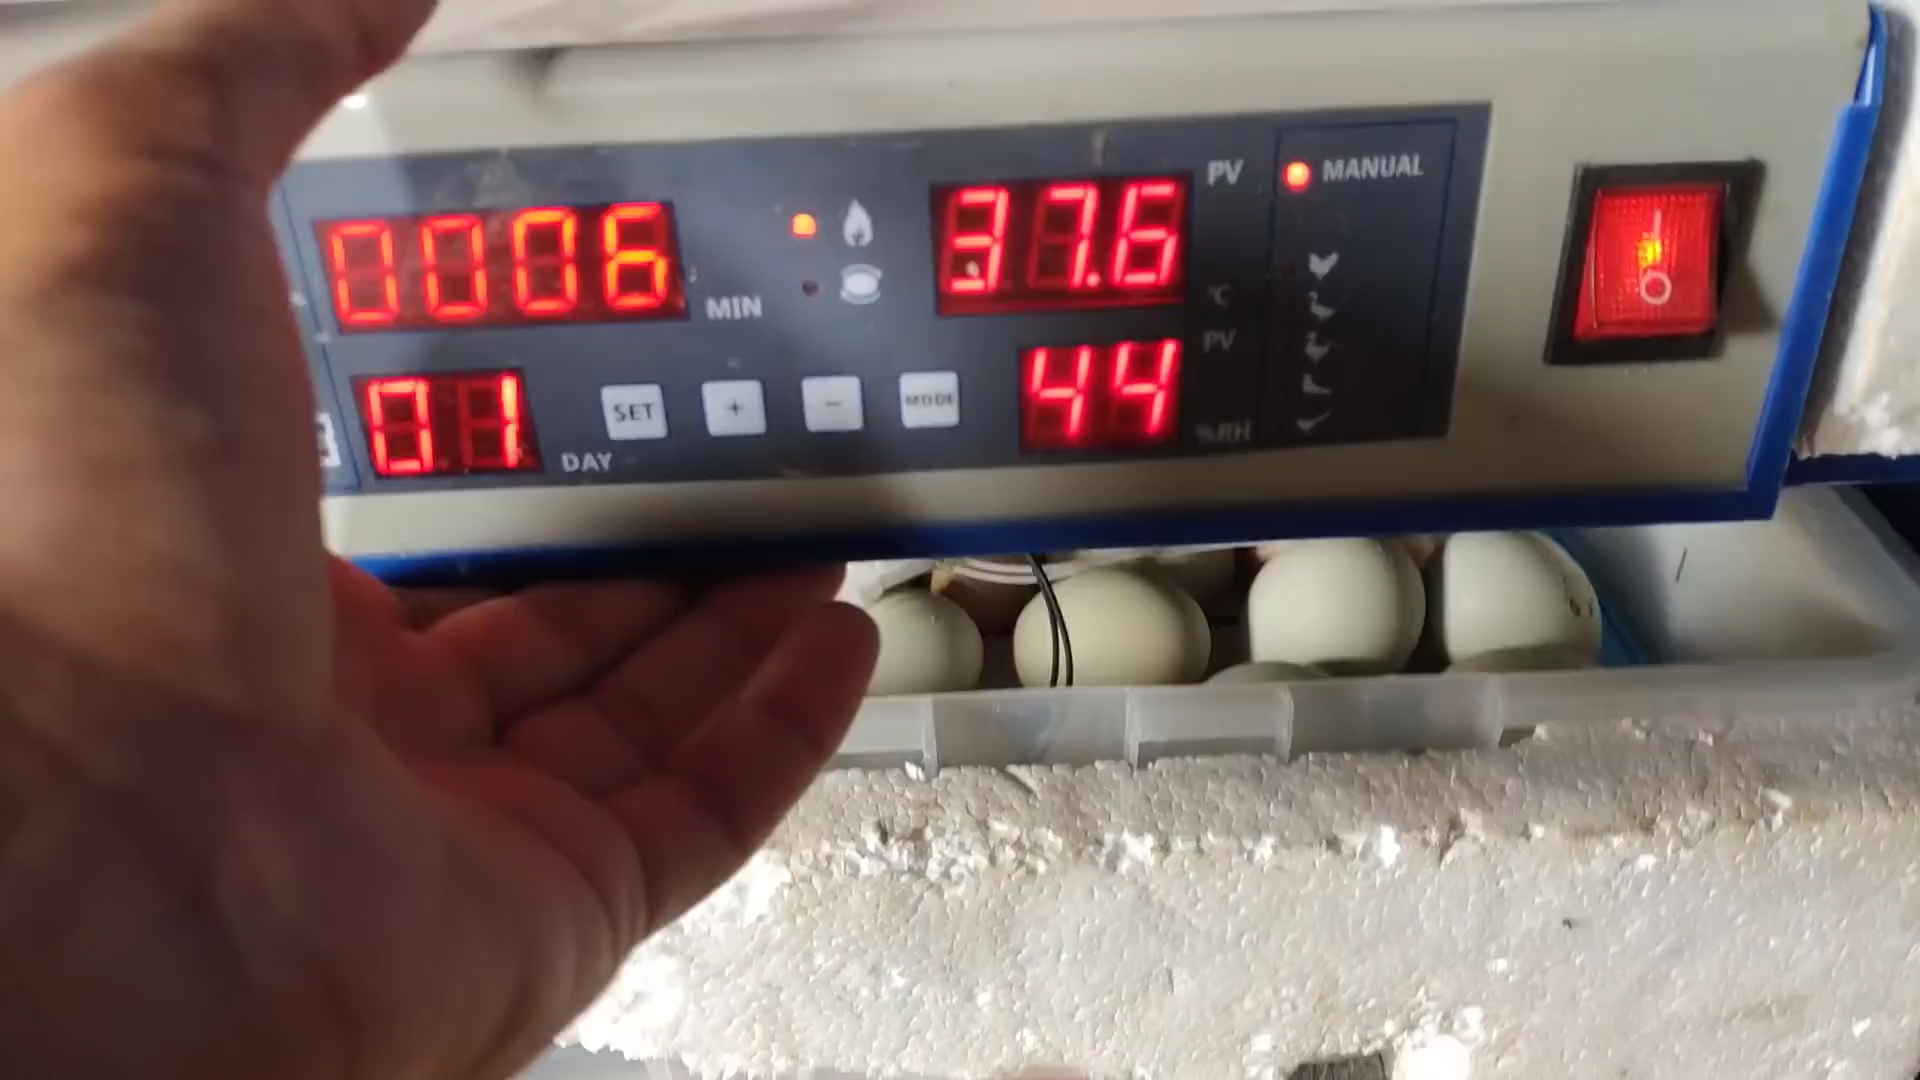 0006 MIN
37.6 PV °C
MANUAL
01 DAY
SET + - MODE
44 PV %RH